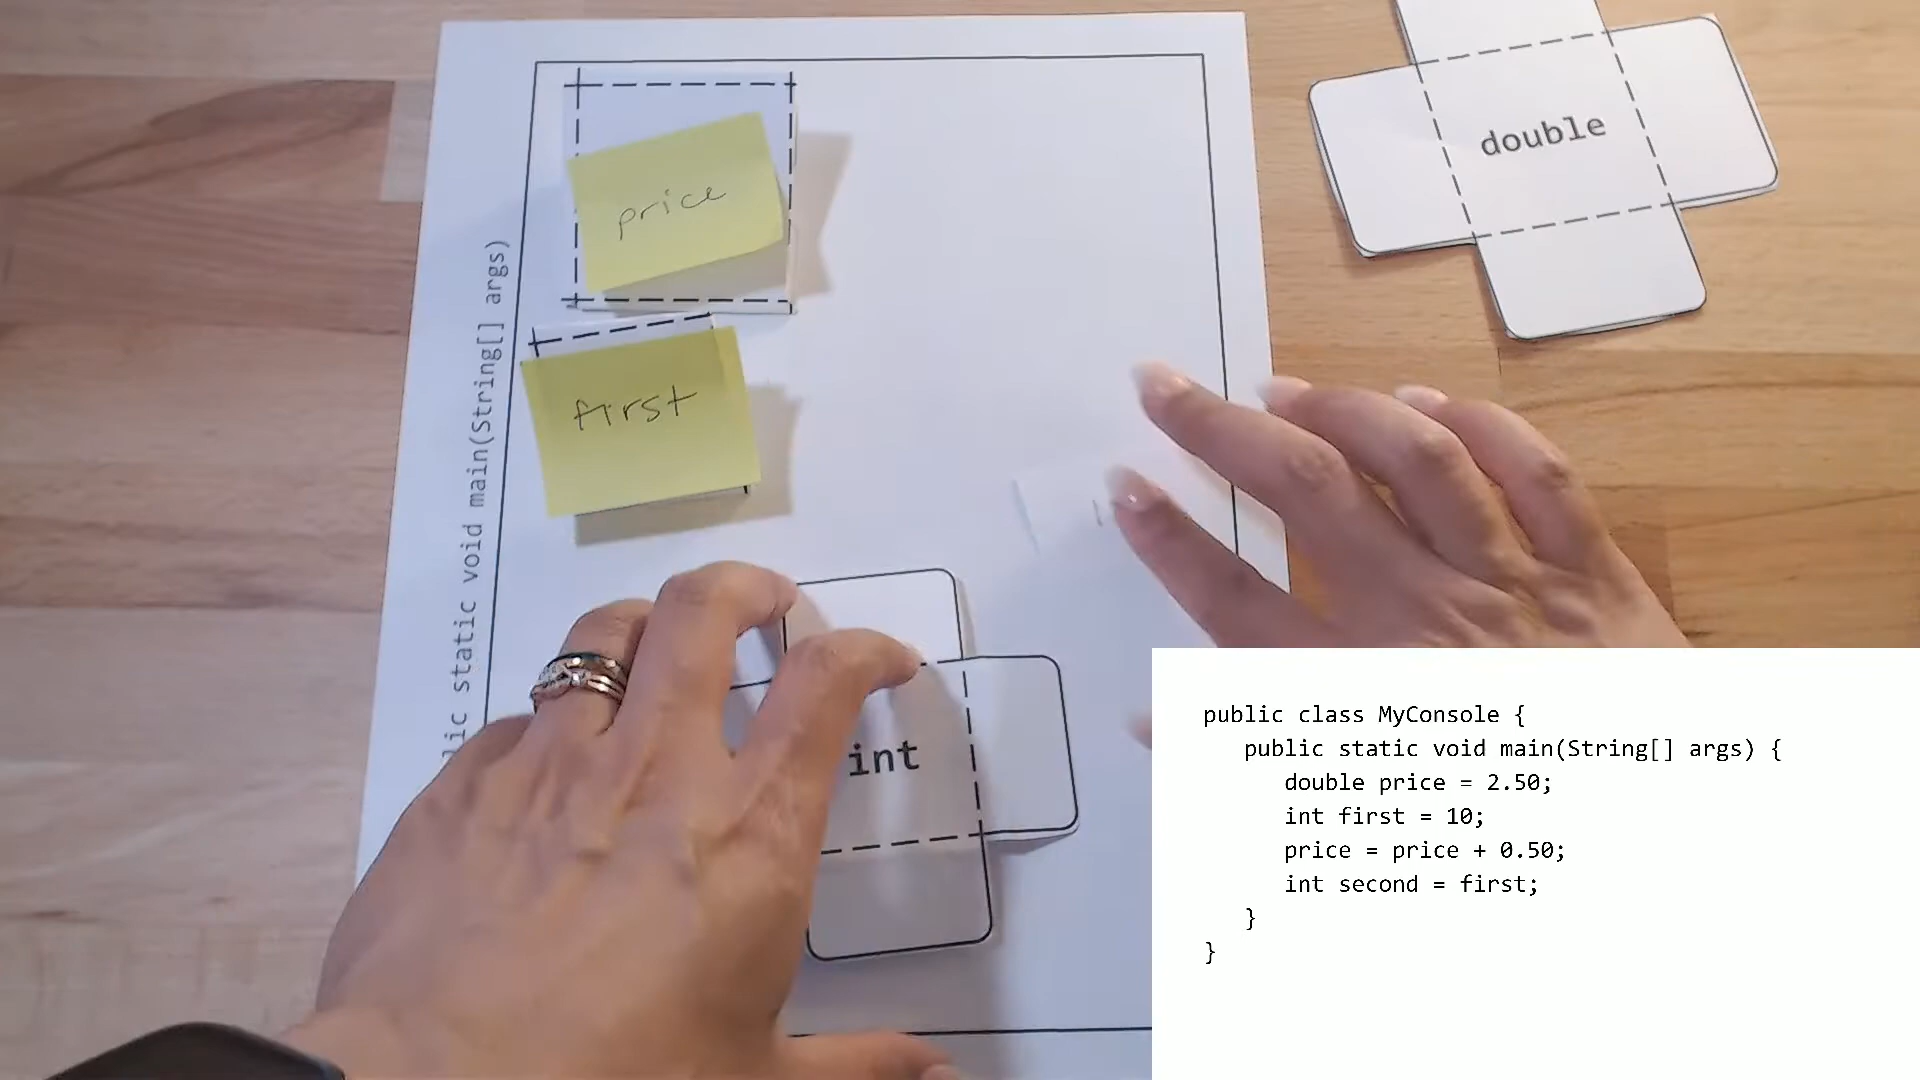 double
price
public static void main(String[] args)
first
int
public class MyConsole {
public static void main(String[] args) {
double price = 2.50;
int first = 10;
price = price + 0.50;
int second = first;
}
}